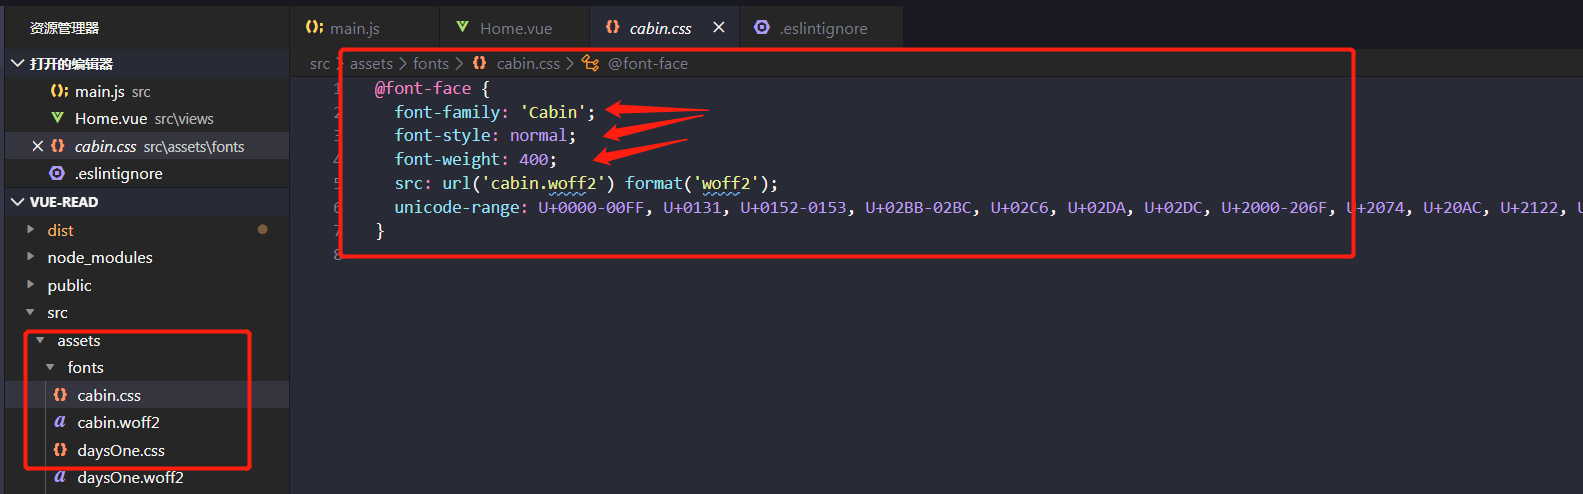 资源管理器
main.js
Home.vue
cabin.css
.eslintignore
打开的编辑器
main.js src
Home.vue src\views
cabin.css src\assets\fonts
.eslintignore
VUE-READ
dist
node_modules
public
src
assets
fonts
cabin.css
cabin.woff2
daysOne.css
daysOne.woff2
src > assets > fonts > cabin.css > @font-face
1 @font-face {
2 font-family: 'Cabin';
3 font-style: normal;
4 font-weight: 400;
5 src: url('cabin.woff2') format('woff2');
6 unicode-range: U+0000-00FF, U+0131, U+0152-0153, U+02BB-02BC, U+02C6, U+02DA, U+02DC, U+2000-206F, U+2074, U+20AC, U+2122,
7 }
8